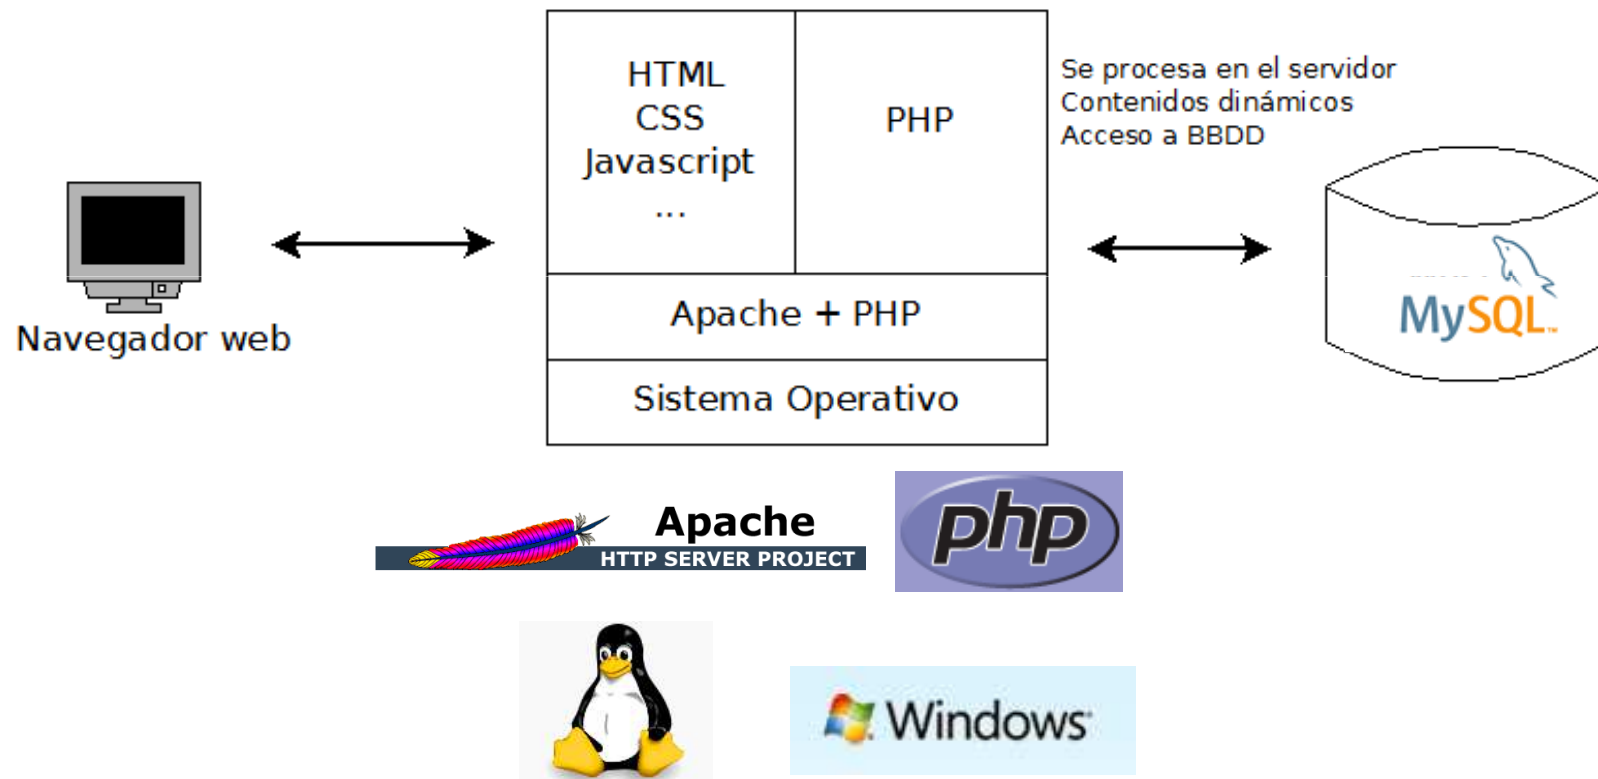 HTML
CSS
Javascript
...
PHP
Se procesa en el servidor
Contenidos dinámicos
Acceso a BBDD
Navegador web
MySQL™
Apache + PHP
Sistema Operativo
Apache
HTTP SERVER PROJECT
php
Windows